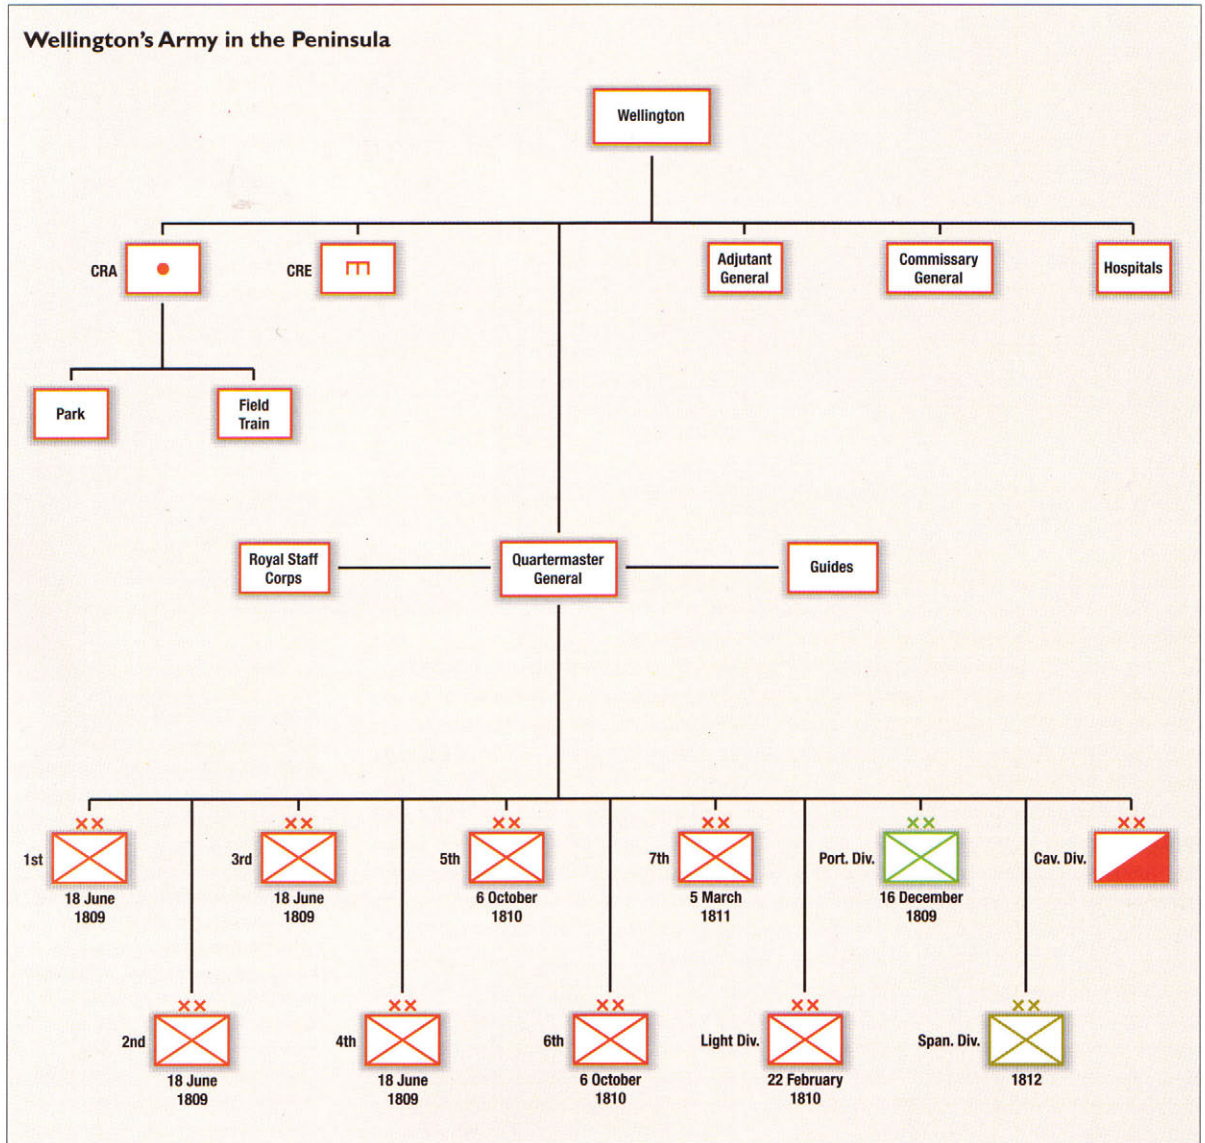 Wellington's Army in the Peninsula
Wellington
CRA
CRE
Adjutant
General
Commissary
General
Hospitals
Park
Field
Train
Royal Staff
Corps
Quartermaster
General
Guides
1st
18 June
1809
3rd
18 June
1809
5th
6 October
1810
7th
5 March
1811
Port. Div.
16 December
1809
Cav. Div.
2nd
18 June
1809
4th
18 June
1809
6th
6 October
1810
Light Div.
22 February
1810
Span. Div.
1812